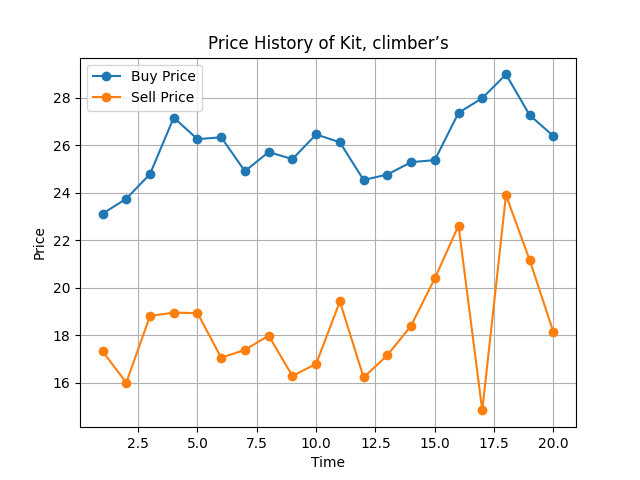 Price History of Kit, climber’s
Buy Price
Sell Price
28
26
24
22
20
18
16
Price
2.5 5.0 7.5 10.0 12.5 15.0 17.5 20.0
Time